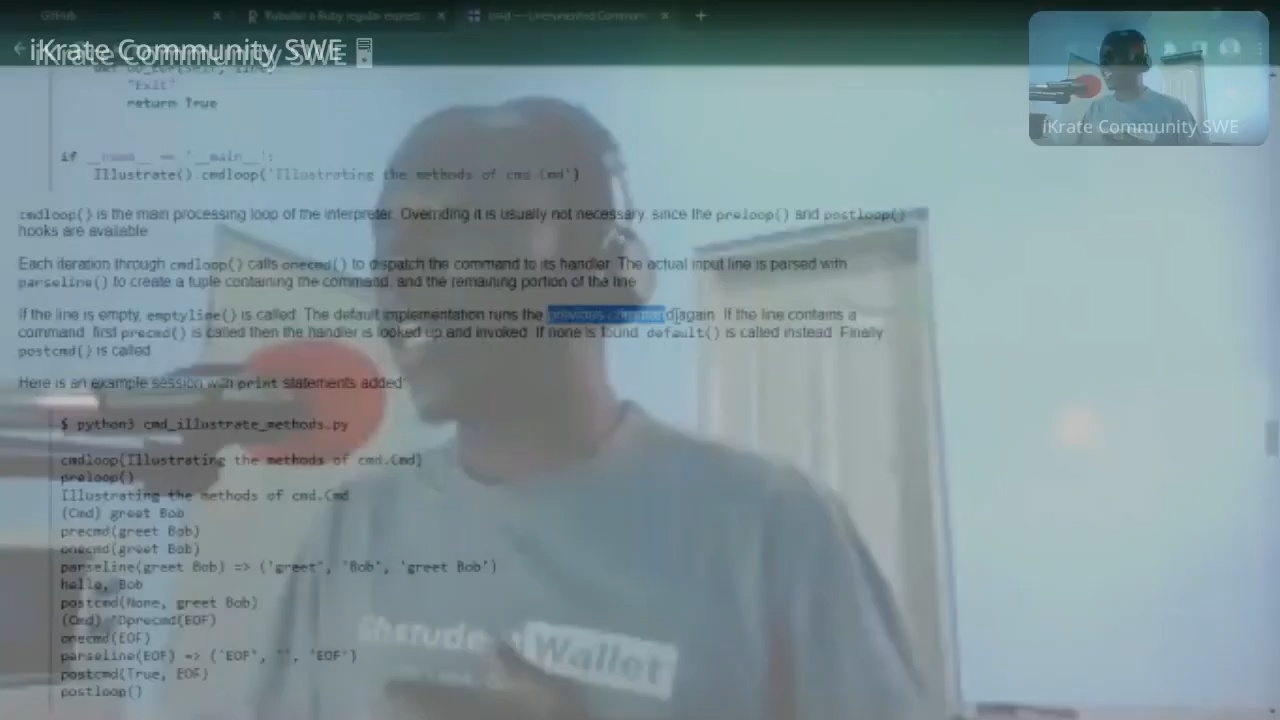 GitHub
iKrate Community SWE
iKrate Community SWE
"Exit"
return True
if __name__ == '__main__':
Illustrate().cmdloop('Illustrating the methods of cmd.Cmd')
cmdloop() is the main processing loop of the interpreter. Overriding it is usually not necessary, since the preloop() and postloop()
hooks are available.
Each iteration through cmdloop() calls onecmd() to dispatch the command to its handler. The actual input line is parsed with
parseline() to create a tuple containing the command, and the remaining portion of the line.
If the line is empty, emptyline() is called. The default implementation runs the previous command again. If the line contains a
command, first precmd() is called then the handler is looked up and invoked. If none is found, default() is called instead. Finally
postcmd() is called.
Here is an example session with print statements added:
$ python3 cmd_illustrate_methods.py
cmdloop(Illustrating the methods of cmd.Cmd)
preloop()
Illustrating the methods of cmd.Cmd
(Cmd) greet Bob
precmd(greet Bob)
onecmd(greet Bob)
parseline(greet Bob) => ('greet', 'Bob', 'greet Bob')
hello, Bob
postcmd(None, greet Bob)
(Cmd) ^Dprecmd(EOF)
onecmd(EOF)
parseline(EOF) => ('EOF', '', 'EOF')
postcmd(True, EOF)
postloop()
Wallet